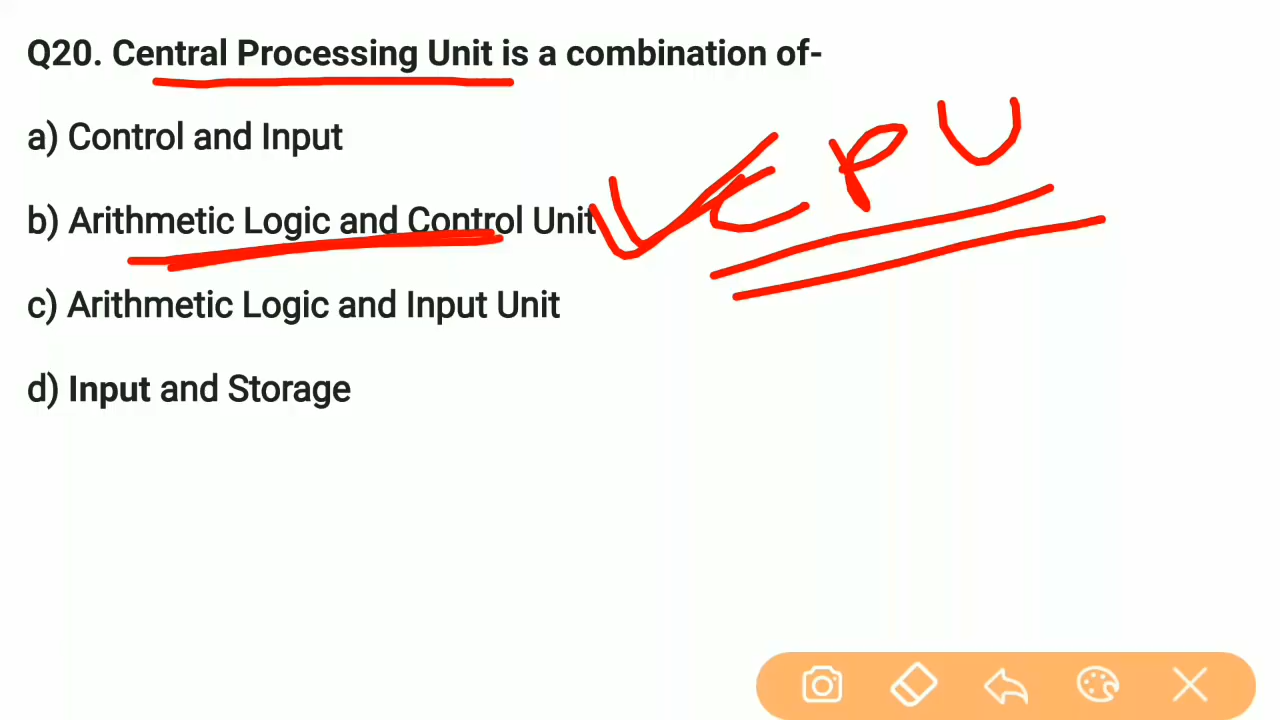 Q20. Central Processing Unit is a combination of-
a) Control and Input
b) Arithmetic Logic and Control Unit
CPU
c) Arithmetic Logic and Input Unit
d) Input and Storage